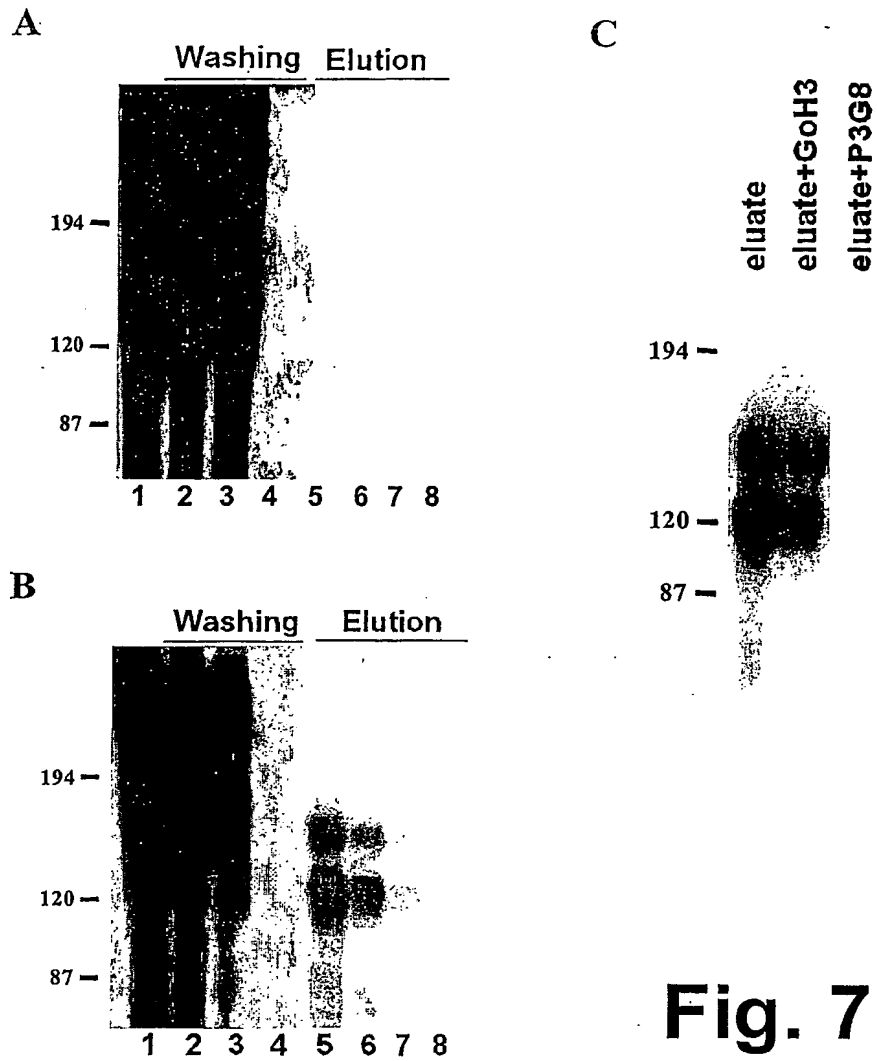 A
Washing Elution
194
120
87
1 2 3 4 5 6 7 8
B
Washing Elution
194
120
87
1 2 3 4 5 6 7 8
C
eluate
eluate+GoH3
eluate+P3G8
194
120
87
Fig. 7